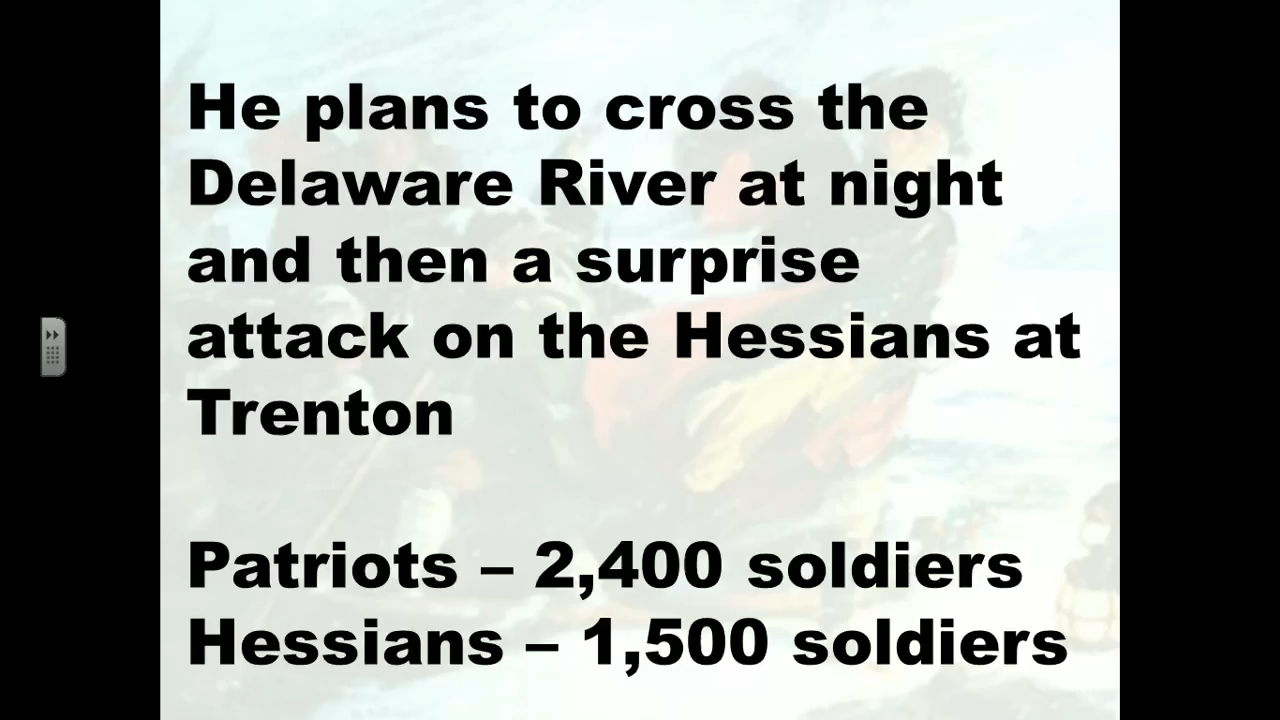 He plans to cross the
Delaware River at night
and then a surprise
attack on the Hessians at
Trenton
Patriots – 2,400 soldiers
Hessians – 1,500 soldiers